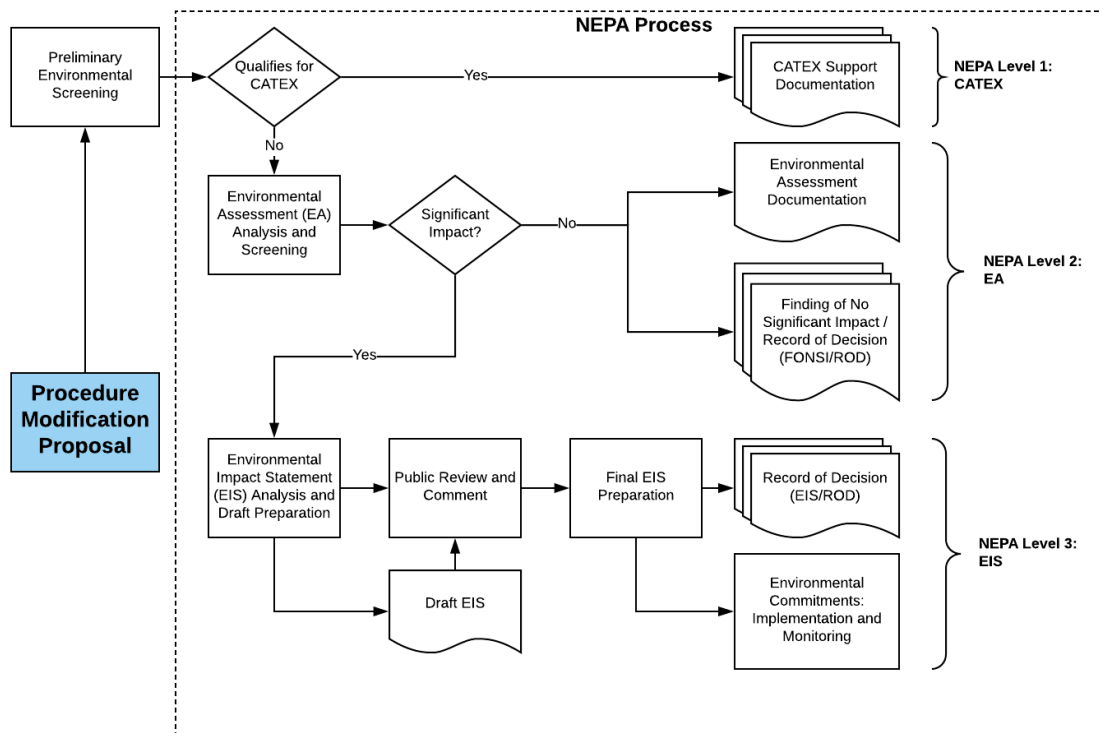 NEPA Process
Preliminary
Environmental
Screening
Qualifies for
CATEX
Yes
CATEX Support
Documentation
NEPA Level 1:
CATEX
No
Environmental
Assessment (EA)
Analysis and
Screening
Significant
Impact?
No
Environmental
Assessment
Documentation
Finding of No
Significant Impact /
Record of Decision
(FONSI/ROD)
NEPA Level 2:
EA
Yes
Procedure
Modification
Proposal
Environmental
Impact Statement
(EIS) Analysis and
Draft Preparation
Public Review and
Comment
Final EIS
Preparation
Record of Decision
(EIS/ROD)
NEPA Level 3:
EIS
Draft EIS
Environmental
Commitments:
Implementation and
Monitoring